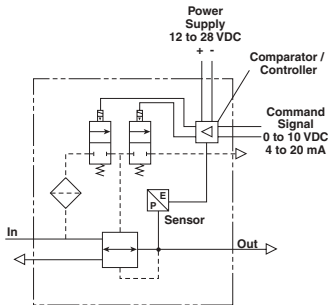 Power
Supply
12 to 28 VDC
+ -
Comparator /
Controller
Command
Signal
0 to 10 VDC
4 to 20 mA
E
P
Sensor
In
Out